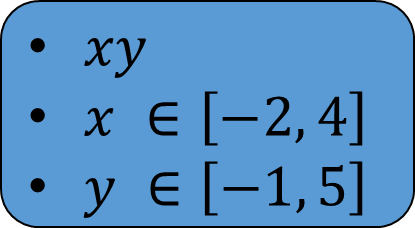 • xy
• x ∈ [−2, 4]
• y ∈ [−1, 5]